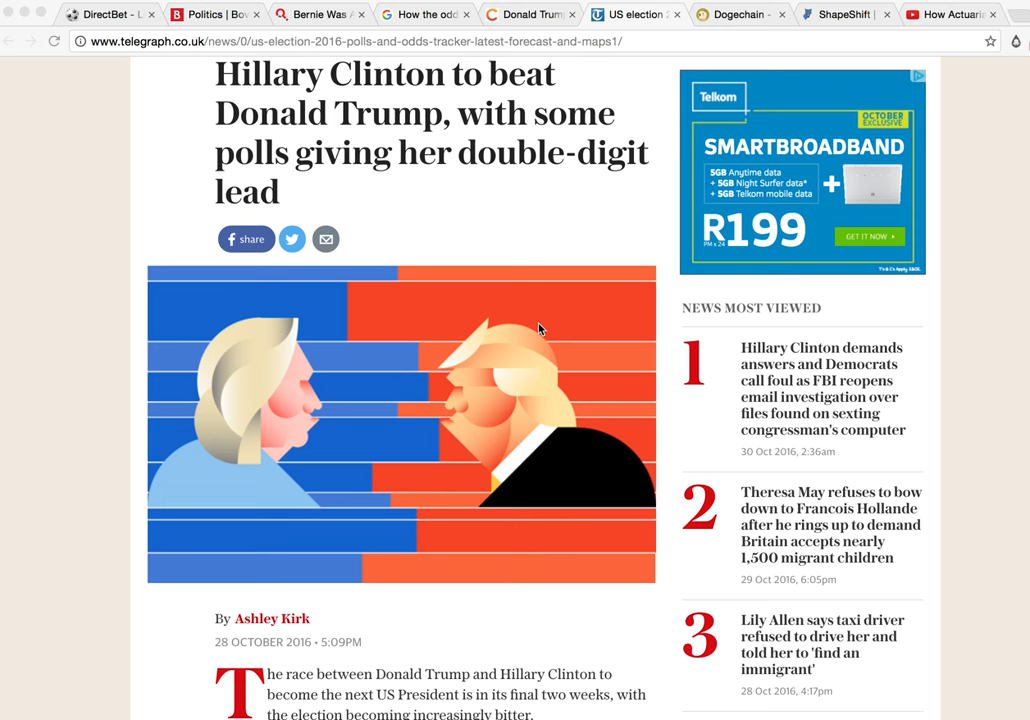 DirectBet - L
Politics | Bov
Bernie Was A
How the odd
Donald Trum
US election 2
Dogechain -
ShapeShift |
How Actuari
www.telegraph.co.uk/news/0/us-election-2016-polls-and-odds-tracker-latest-forecast-and-maps1/
Hillary Clinton to beat
Donald Trump, with some
polls giving her double-digit
lead
share
By Ashley Kirk
28 OCTOBER 2016 • 5:09PM
The race between Donald Trump and Hillary Clinton to
become the next US President is in its final two weeks, with
the election becoming increasingly bitter.
Telkom
OCTOBER
EXCLUSIVE
SMARTBROADBAND
5GB Anytime data
+ 5GB Night Surfer data*
+ 5GB Telkom mobile data
+
R199
PM x 24
GET IT NOW
T's & C's Apply. E&OE.
NEWS MOST VIEWED
1
Hillary Clinton demands
answers and Democrats
call foul as FBI reopens
email investigation over
files found on sexting
congressman's computer
30 Oct 2016, 2:36am
2
Theresa May refuses to bow
down to Francois Hollande
after he rings up to demand
Britain accepts nearly
1,500 migrant children
29 Oct 2016, 6:05pm
3
Lily Allen says taxi driver
refused to drive her and
told her to 'find an
immigrant'
28 Oct 2016, 4:17pm